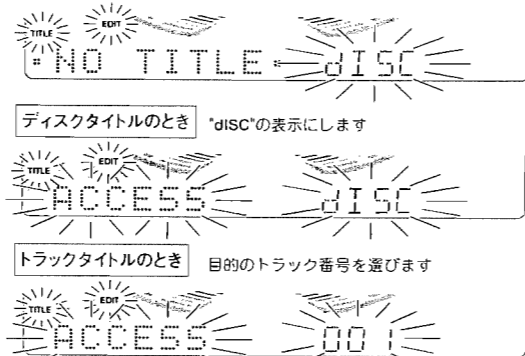 TITLE EDIT
"NO TITLE" dISC
ディスクタイトルのとき "dISC"の表示にします
TITLE EDIT
ACCESS dISC
トラックタイトルのとき 目的のトラック番号を選びます
TITLE EDIT
ACCESS 001